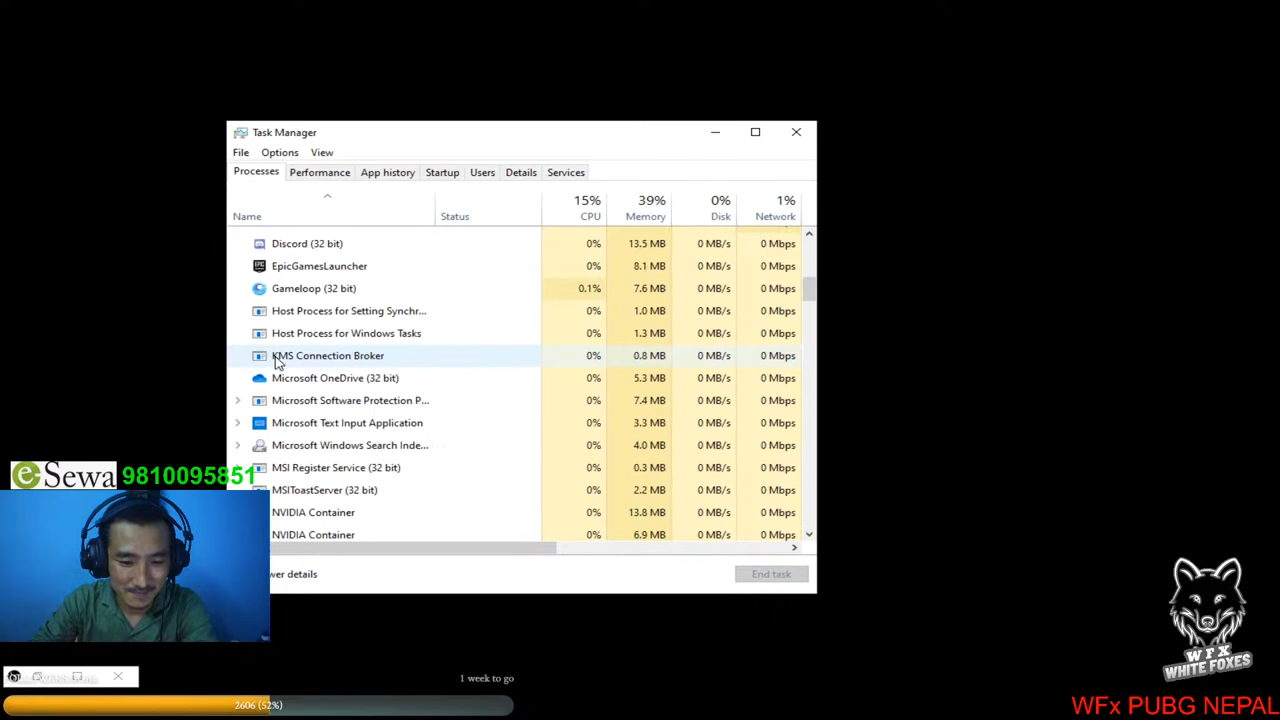 Task Manager
File Options View
Processes Performance App history Startup Users Details Services
15% 39% 0% 1%
Name Status CPU Memory Disk Network
Discord (32 bit) 0% 13.5 MB 0 MB/s 0 Mbps
EpicGamesLauncher 0% 8.1 MB 0 MB/s 0 Mbps
Gameloop (32 bit) 0.1% 7.6 MB 0 MB/s 0 Mbps
Host Process for Setting Synchr... 0% 1.0 MB 0 MB/s 0 Mbps
Host Process for Windows Tasks 0% 1.3 MB 0 MB/s 0 Mbps
KMS Connection Broker 0% 0.8 MB 0 MB/s 0 Mbps
Microsoft OneDrive (32 bit) 0% 5.3 MB 0 MB/s 0 Mbps
Microsoft Software Protection P... 0% 7.4 MB 0 MB/s 0 Mbps
Microsoft Text Input Application 0% 3.3 MB 0 MB/s 0 Mbps
Microsoft Windows Search Inde... 0% 4.0 MB 0 MB/s 0 Mbps
MSI Register Service (32 bit) 0% 0.3 MB 0 MB/s 0 Mbps
MSIToastServer (32 bit) 0% 2.2 MB 0 MB/s 0 Mbps
NVIDIA Container 0% 13.8 MB 0 MB/s 0 Mbps
NVIDIA Container 0% 6.9 MB 0 MB/s 0 Mbps
wer details End task
e-Sewa 9810095851
1 week to go
2606 (52%)
WFX
WHITE FOXES
WFx PUBG NEPAL